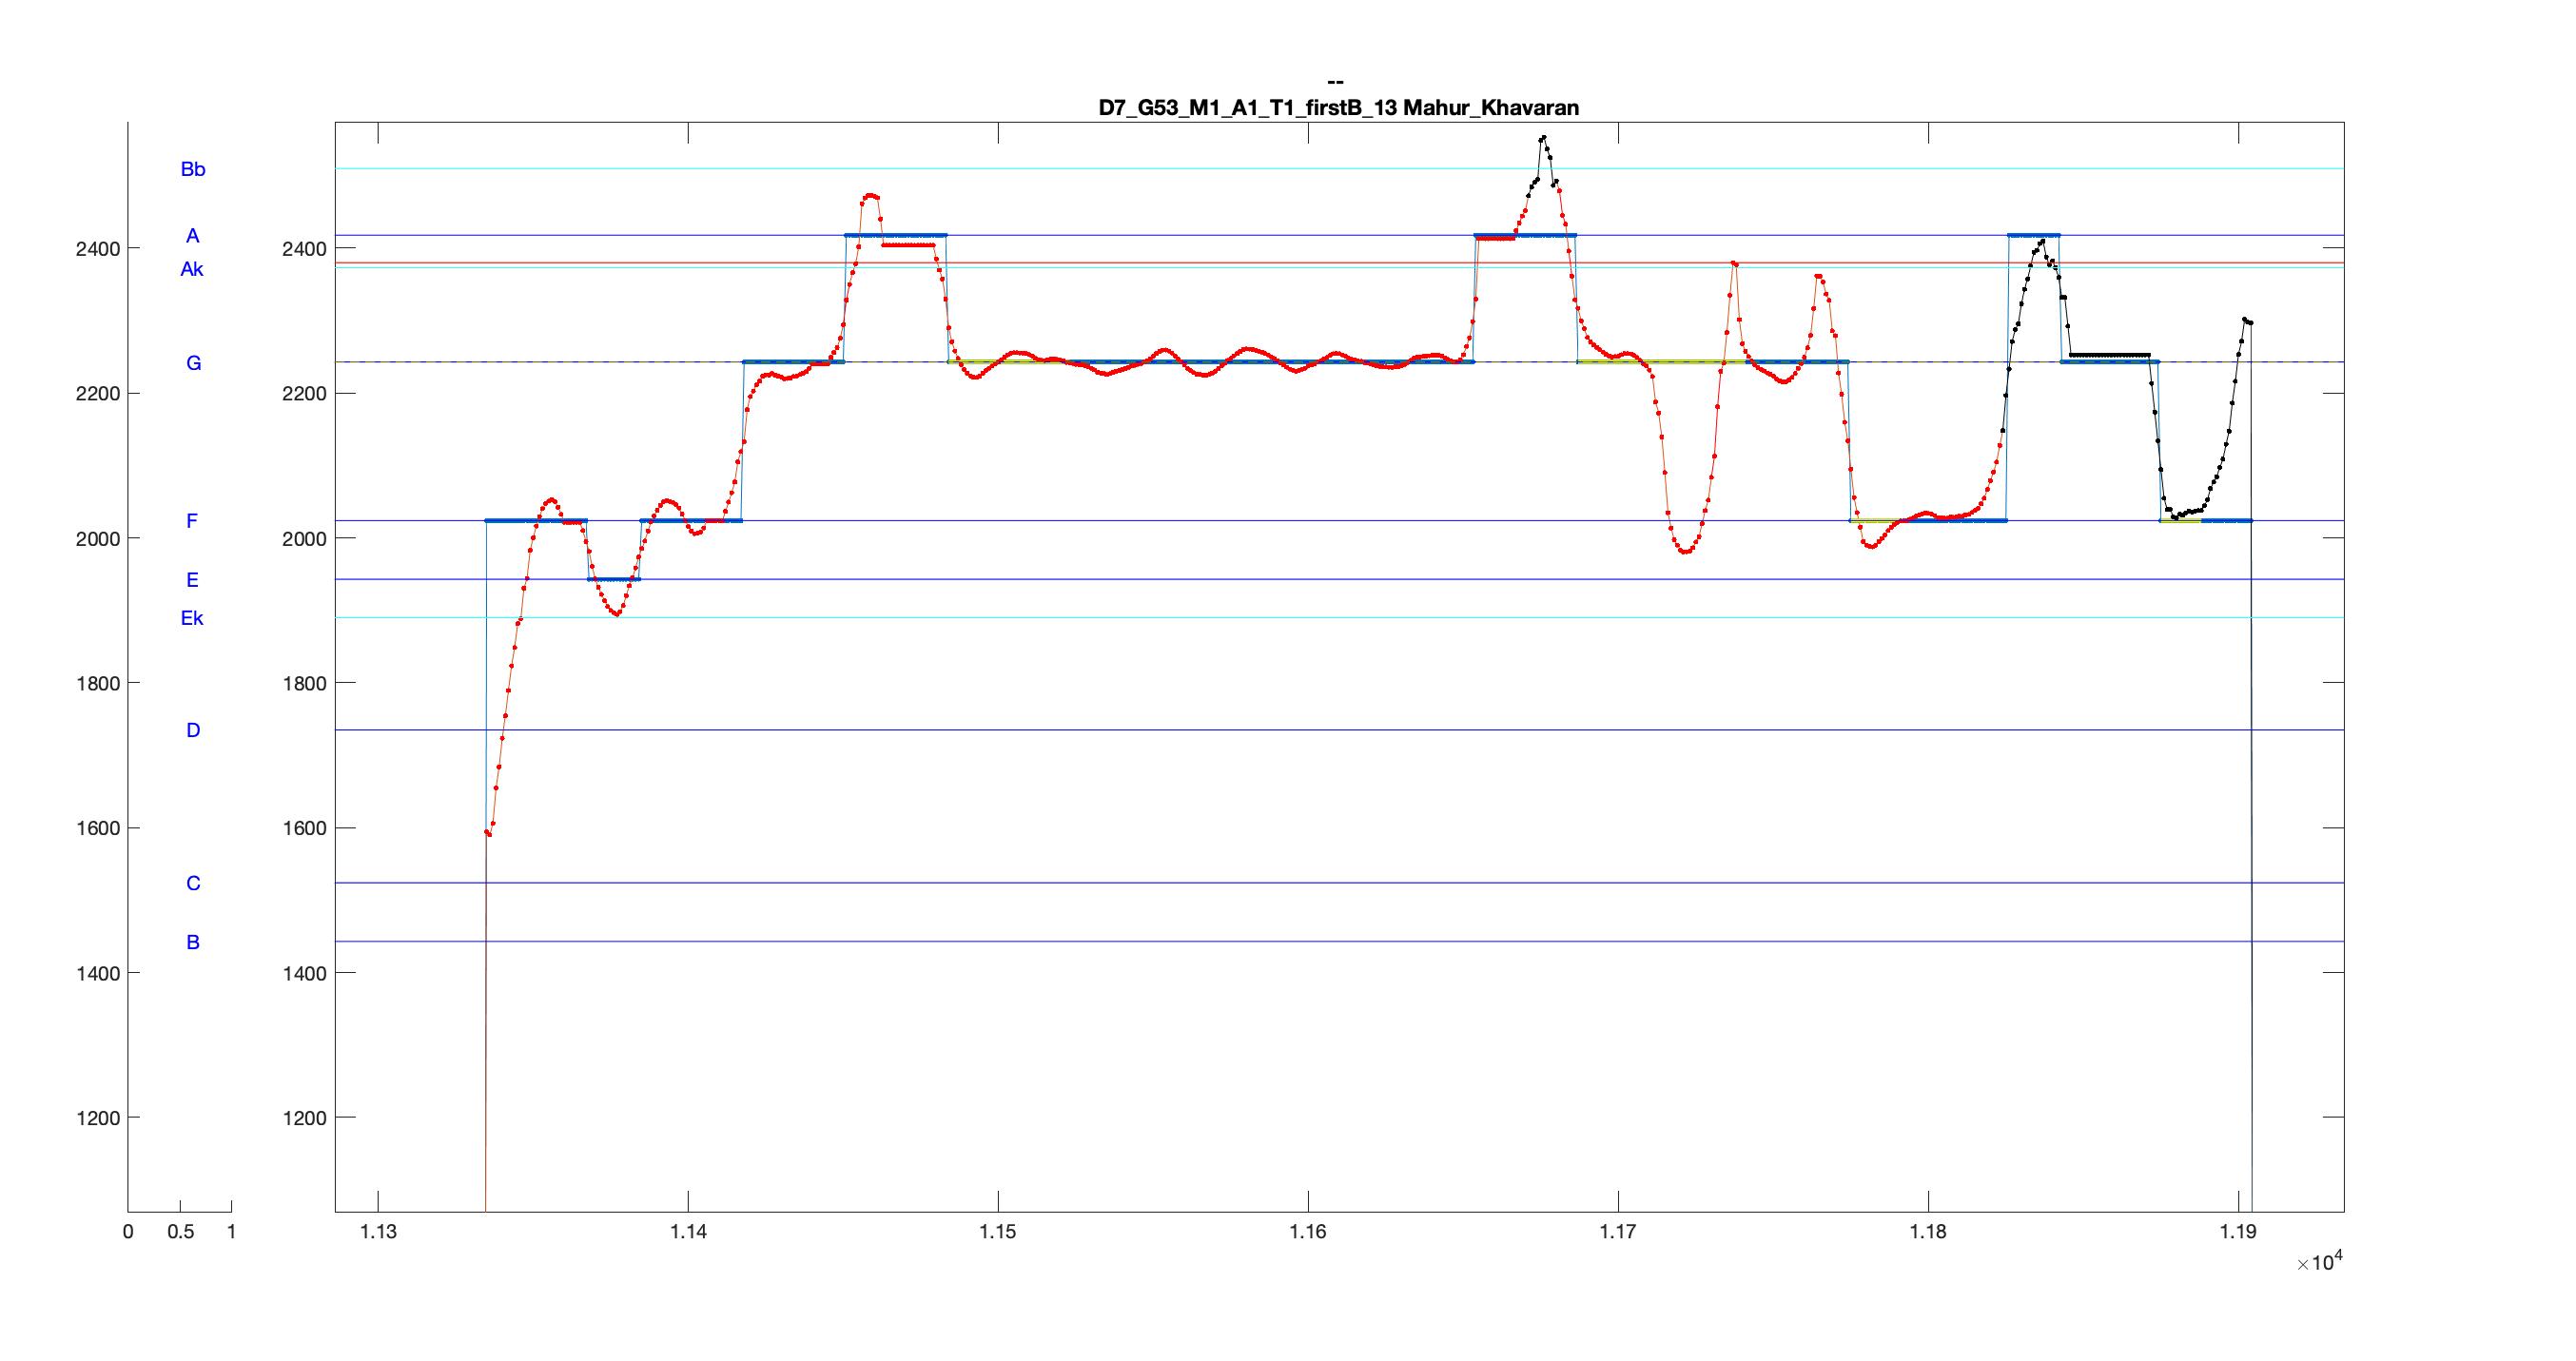 --
D7_G53_M1_A1_T1_firstB_13 Mahur_Khavaran
Bb
2400 A 2400
Ak
G
2200 2200
F
2000 2000
E
Ek
1800 1800
D
1600 1600
C
B
1400 1400
1200 1200
0 0.5 1 1.13 1.14 1.15 1.16 1.17 1.18 1.19
×10^4